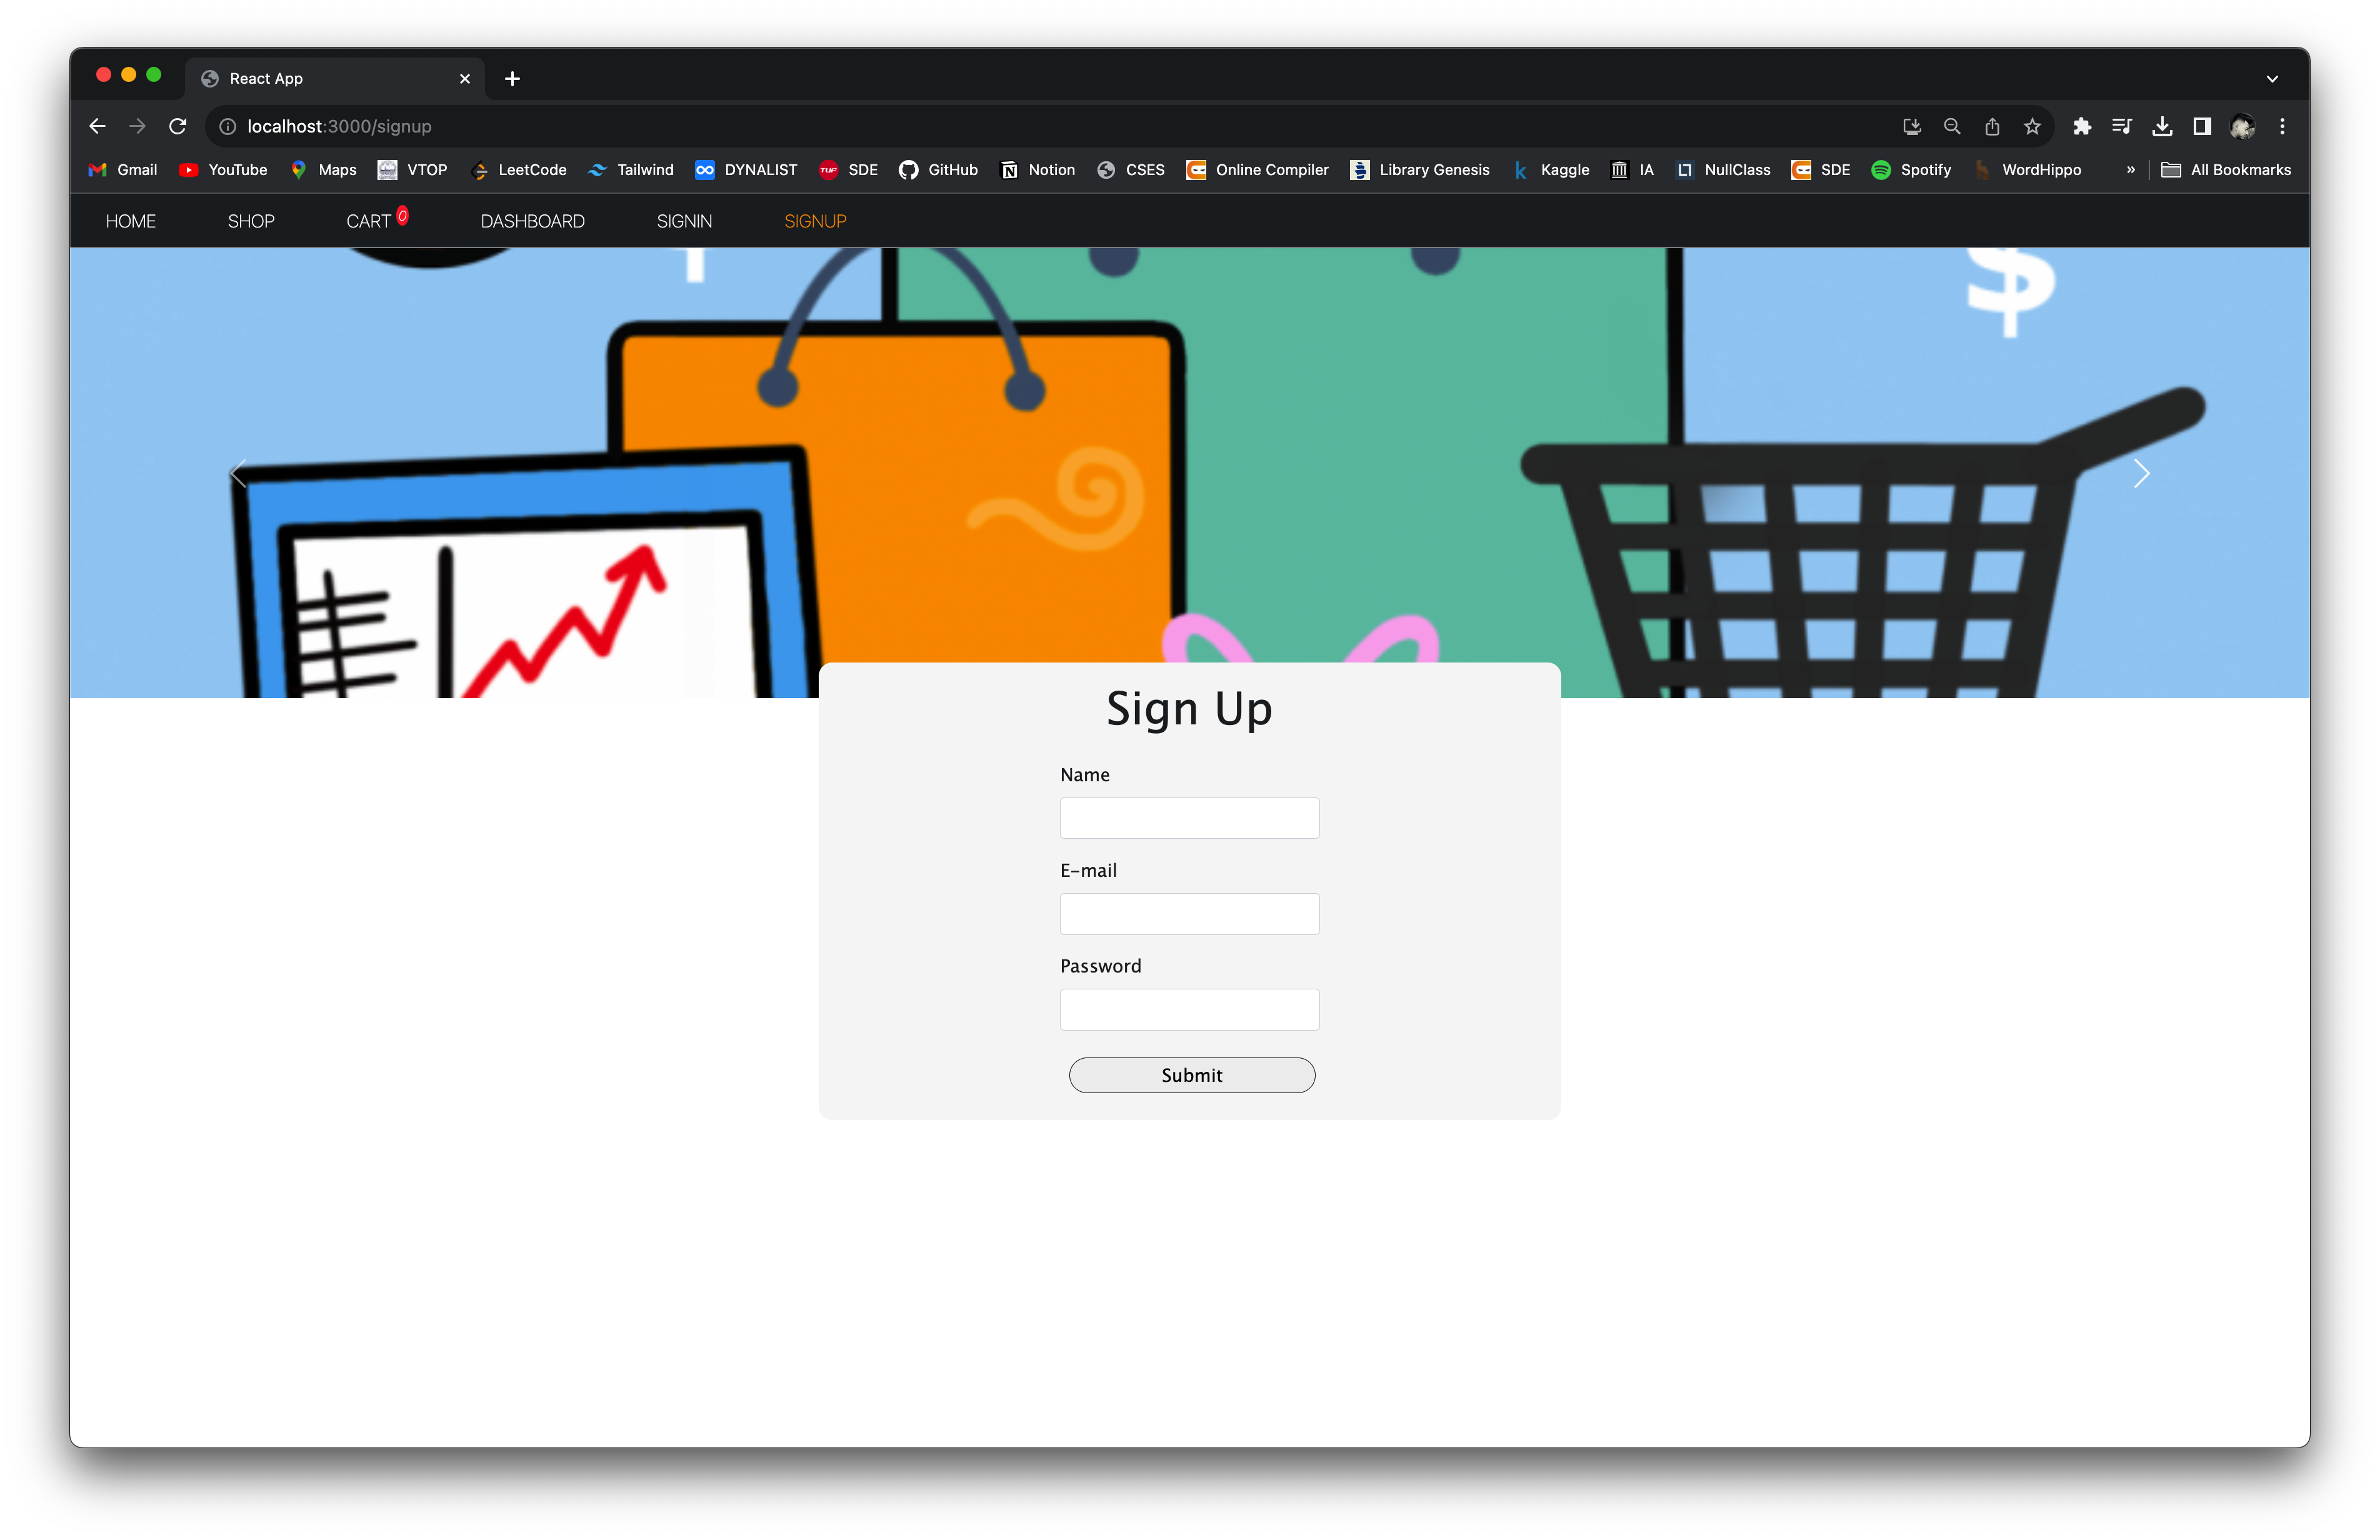 React App
localhost:3000/signup
Gmail YouTube Maps VTOP LeetCode Tailwind DYNALIST TUF SDE GitHub Notion CSES Online Compiler Library Genesis Kaggle IA NullClass SDE Spotify WordHippo » All Bookmarks
HOME SHOP CART 0 DASHBOARD SIGNIN SIGNUP
$
Sign Up
Name
E-mail
Password
Submit